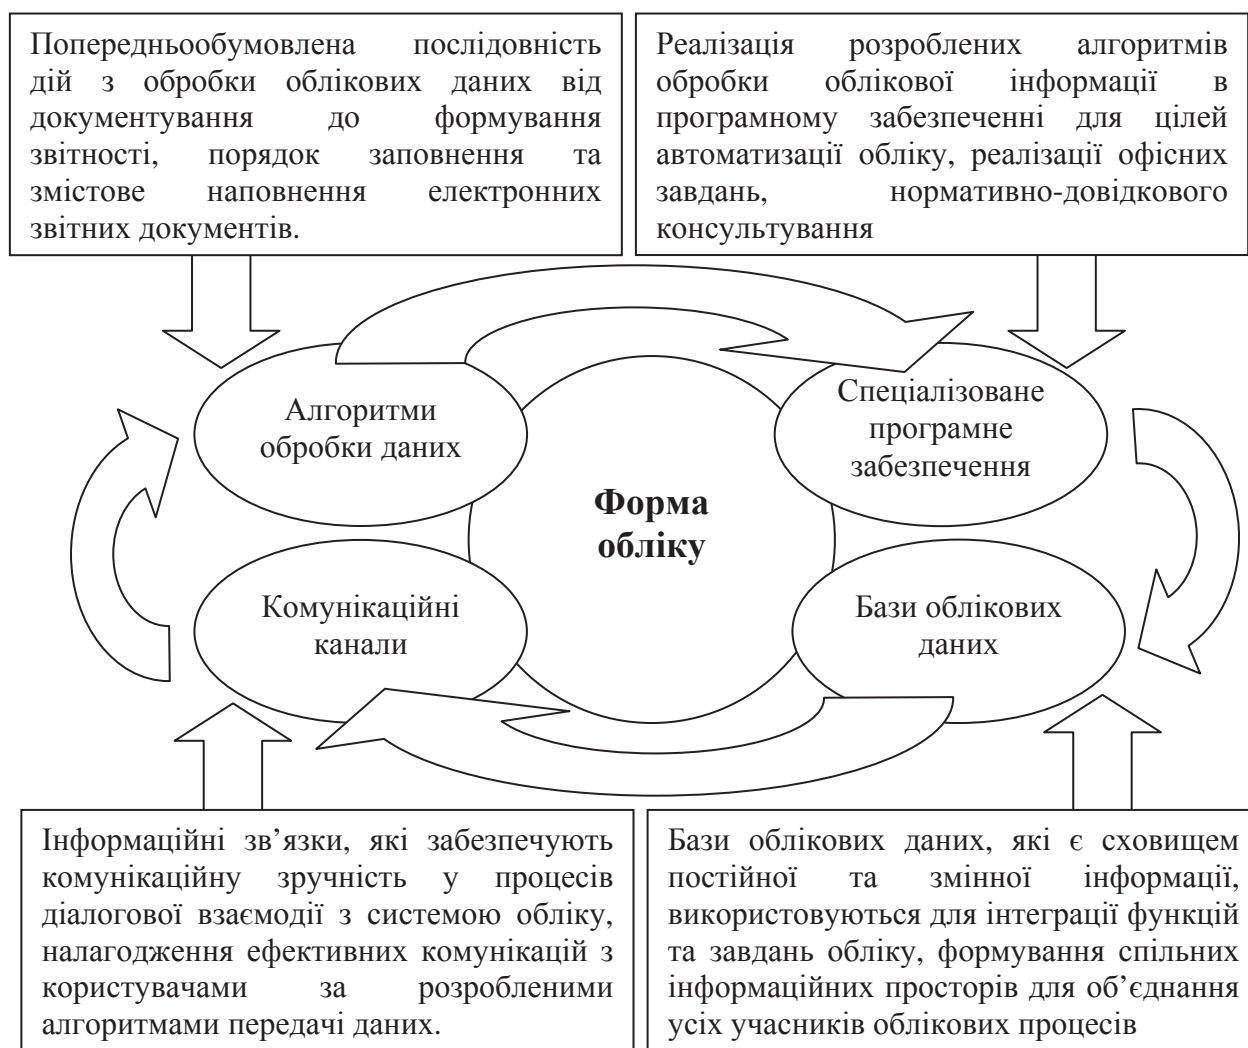 Попередньообумовлена послідовність
дій з обробки облікових даних від
документування до формування
звітності, порядок заповнення та
змістове наповнення електронних
звітних документів.
Реалізація розроблених алгоритмів
обробки облікової інформації в
програмному забезпеченні для цілей
автоматизації обліку, реалізації офісних
завдань, нормативно-довідкового
консультування
Алгоритми
обробки даних
Спеціалізоване
програмне
забезпечення
Форма
обліку
Комунікаційні
канали
Бази облікових
даних
Інформаційні зв’язки, які забезпечують
комунікаційну зручність у процесів
діалогової взаємодії з системою обліку,
налагодження ефективних комунікацій з
користувачами за розробленими
алгоритмами передачі даних.
Бази облікових даних, які є сховищем
постійної та змінної інформації,
використовуються для інтеграції функцій
та завдань обліку, формування спільних
інформаційних просторів для об’єднання
усіх учасників облікових процесів